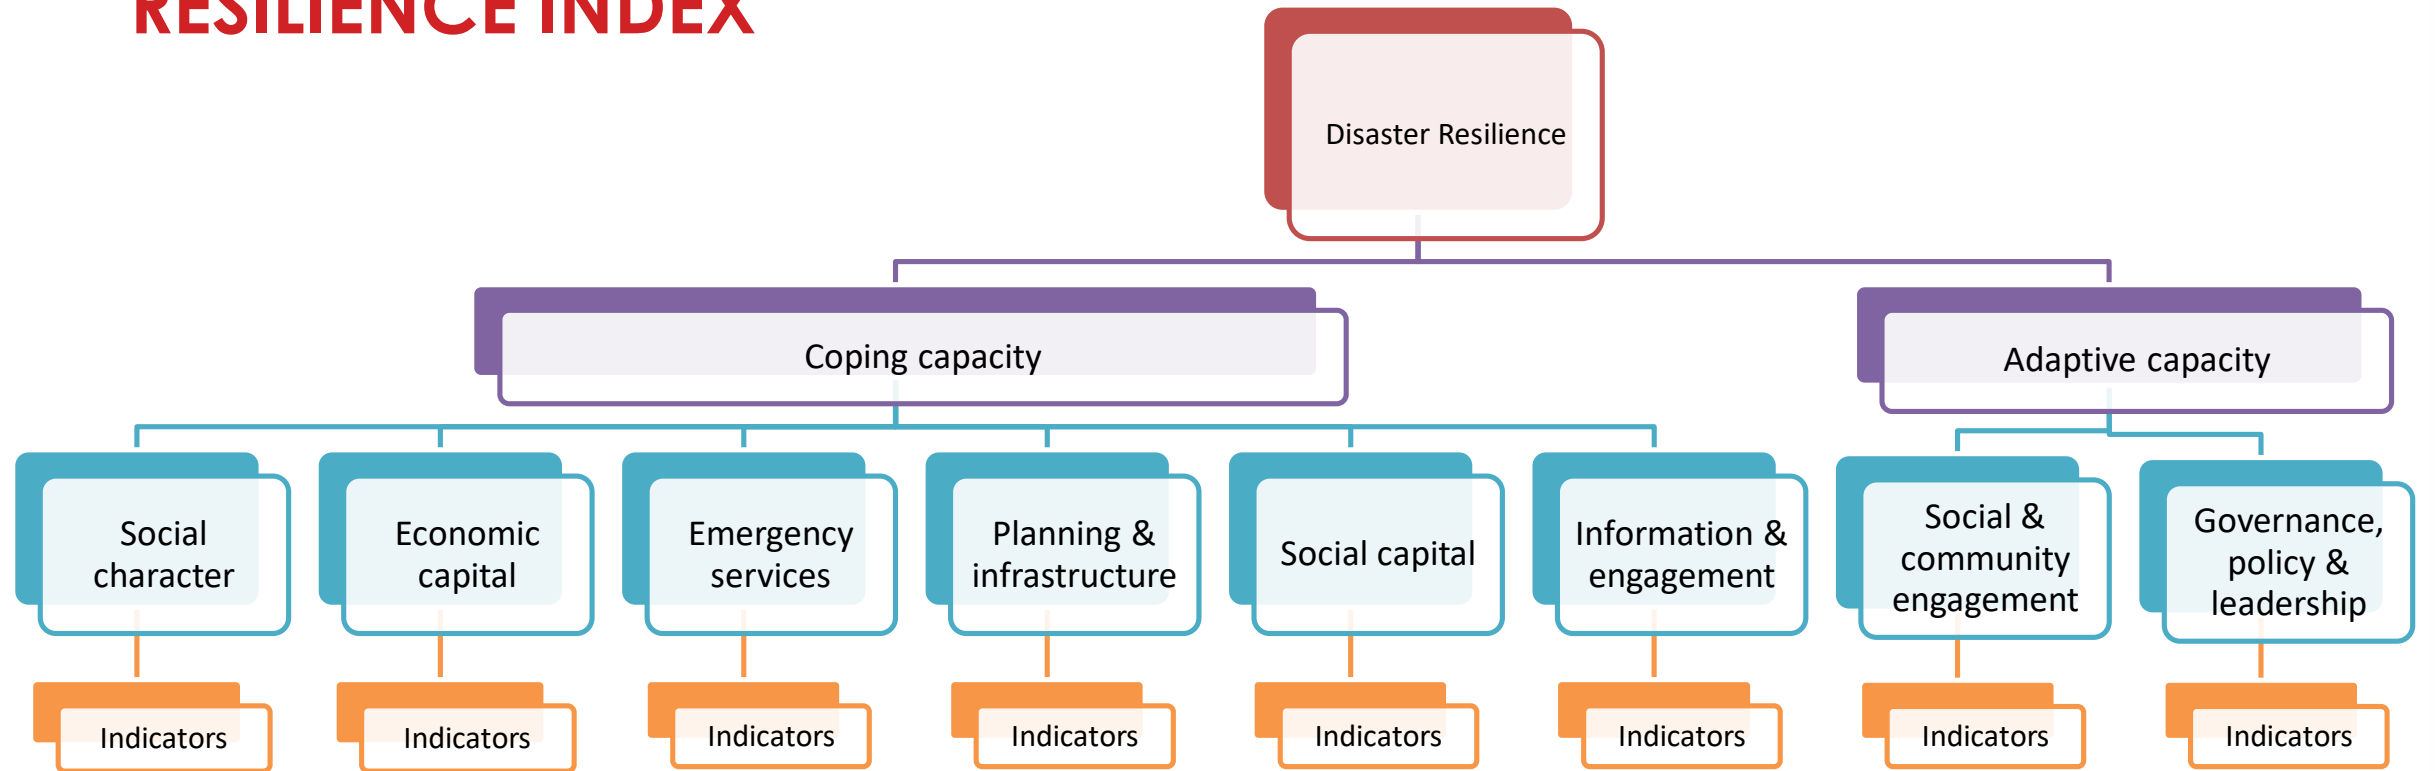 RESILIENCE INDEX
Disaster Resilience
Coping capacity
Adaptive capacity
Social
character
Economic
capital
Emergency
services
Planning &
infrastructure
Social capital
Information &
engagement
Social &
community
engagement
Governance,
policy &
leadership
Indicators
Indicators
Indicators
Indicators
Indicators
Indicators
Indicators
Indicators